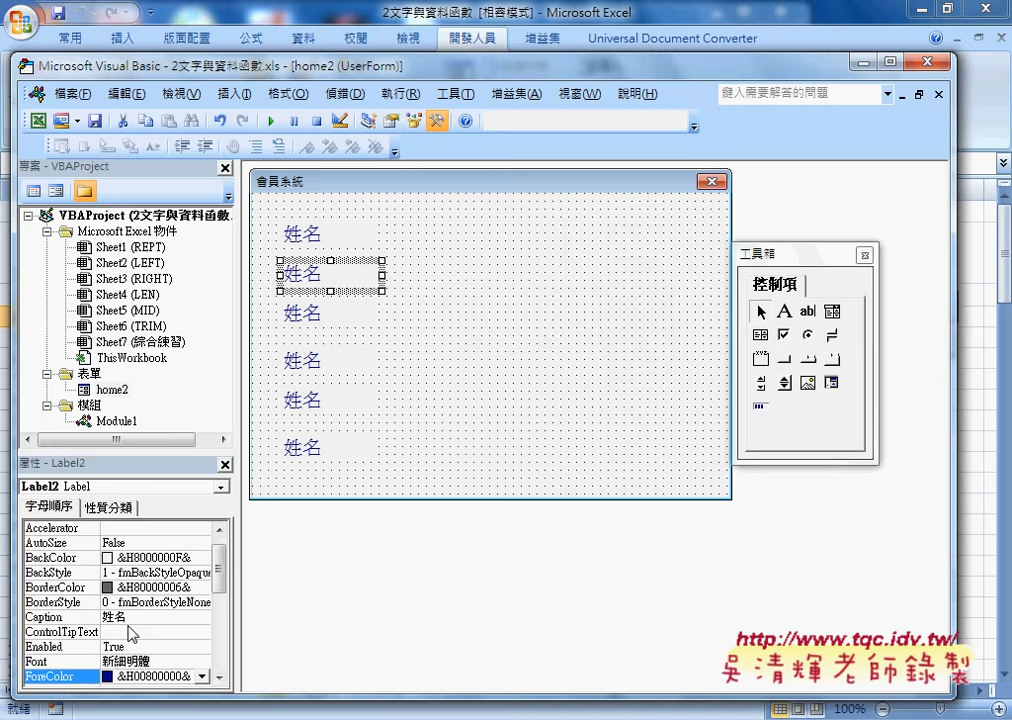 2文字與資料函數 [相容模式] - Microsoft Excel
常用 插入 版面配置 公式 資料 校閱 檢視 開發人員 增益集 Universal Document Converter
Microsoft Visual Basic - 2文字與資料函數.xls - [home2 (UserForm)]
檔案(F) 編輯(E) 檢視(V) 插入(I) 格式(O) 偵錯(D) 執行(R) 工具(T) 增益集(A) 視窗(W) 說明(H) 鍵入需要解答的問題
專案 - VBAProject
VBAProject (2文字與資料函數.
Microsoft Excel 物件
Sheet1 (REPT)
Sheet2 (LEFT)
Sheet3 (RIGHT)
Sheet4 (LEN)
Sheet5 (MID)
Sheet6 (TRIM)
Sheet7 (綜合練習)
ThisWorkbook
表單
home2
模組
Module1
會員系統
姓名
姓名
姓名
姓名
姓名
姓名
工具箱
控制項
屬性 - Label2
Label2 Label
字母順序 性質分類
Accelerator
AutoSize False
BackColor &H8000000F&
BackStyle 1 - fmBackStyleOpaque
BorderColor &H80000006&
BorderStyle 0 - fmBorderStyleNone
Caption 姓名
ControlTipText
Enabled True
Font 新細明體
ForeColor &H00800000&
http://www.tqc.idv.tw/
吳清輝老師錄製
就緒 100%